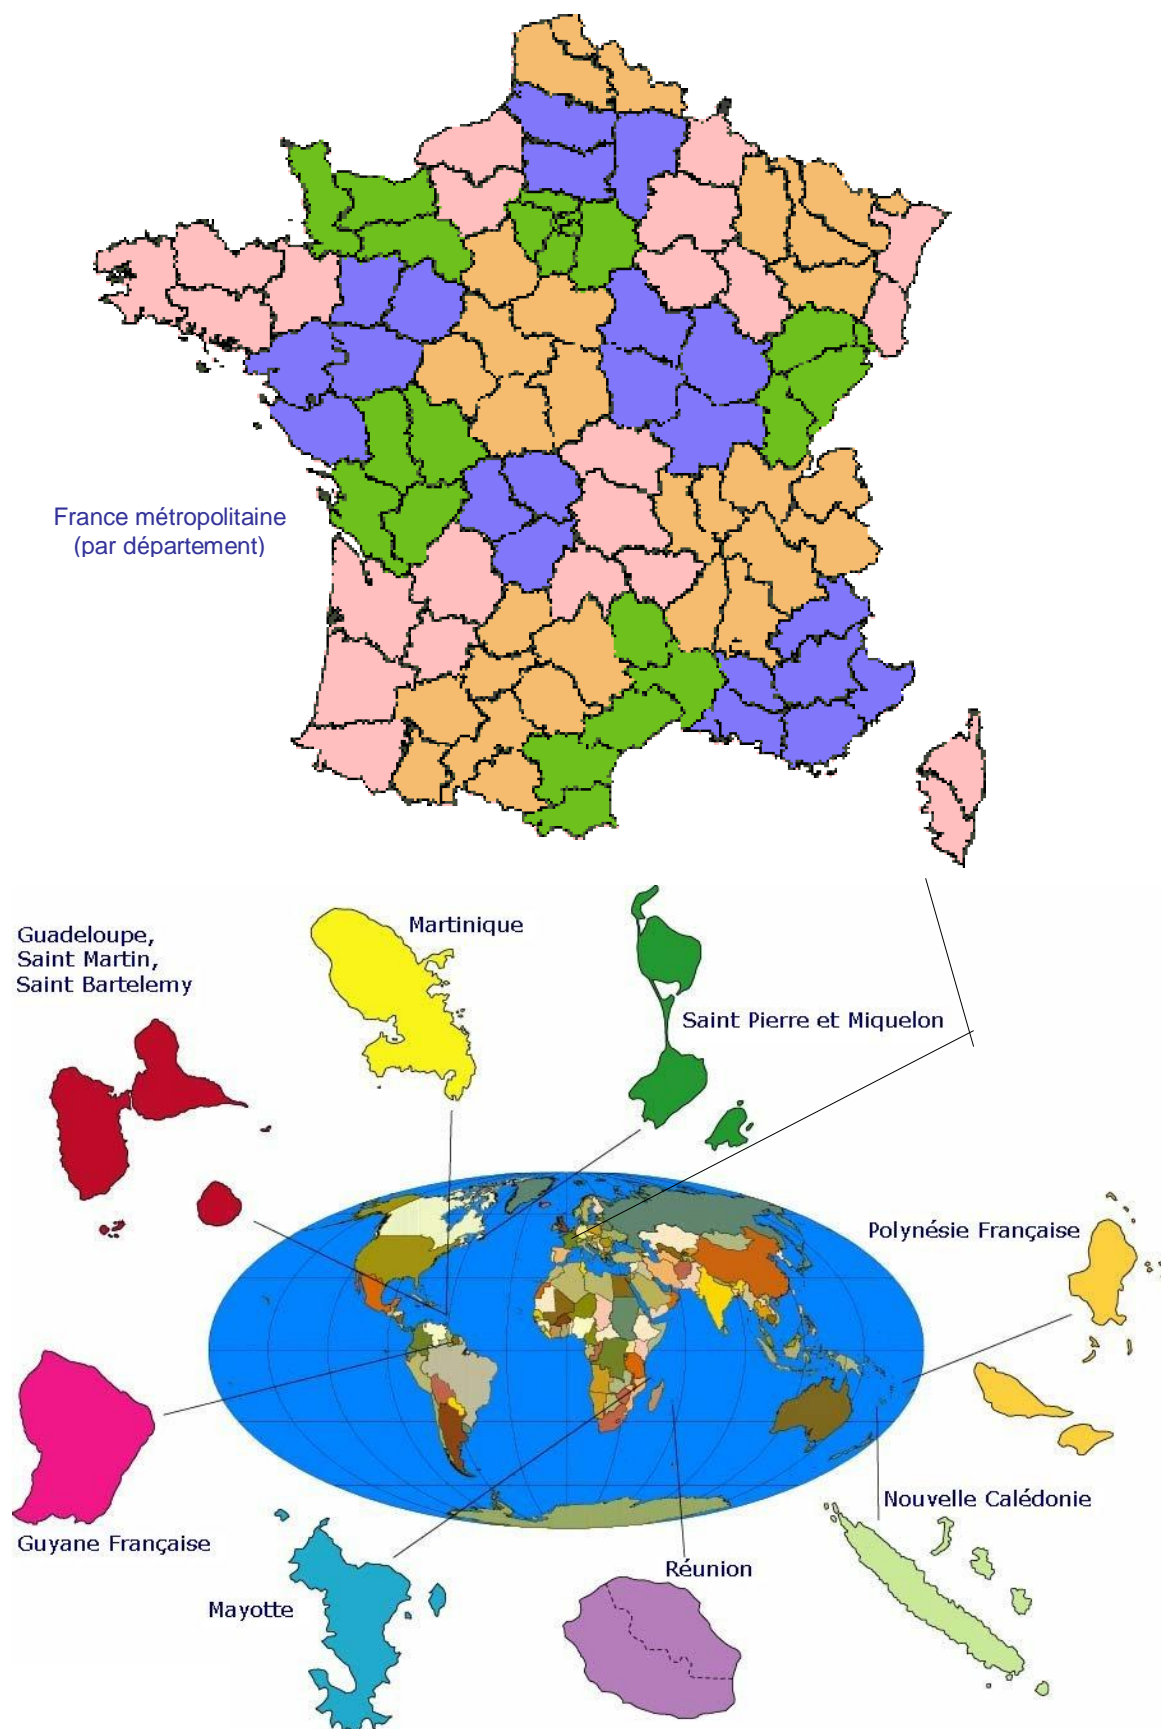 France métropolitaine
(par département)
Martinique
Guadeloupe,
Saint Martin,
Saint Bartelemy
Saint Pierre et Miquelon
Polynésie Française
Nouvelle Calédonie
Guyane Française
Réunion
Mayotte